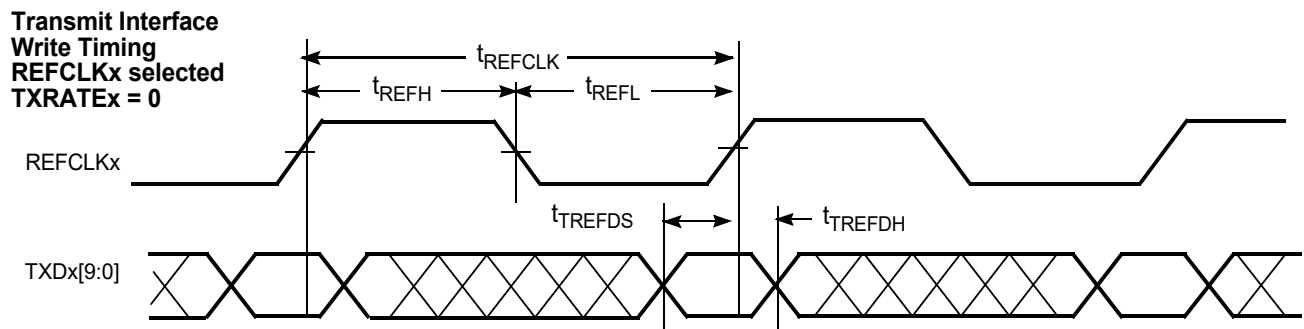 Transmit Interface
Write Timing
REFCLKx selected
TXRATEx = 0
tREFCLK
tREFH
tREFL
REFCLKx
tTREFDS
tTREFDH
TXDx[9:0]